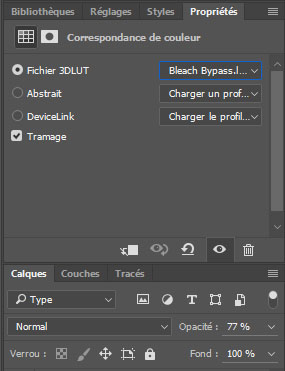 Bibliothèques Réglages Styles Propriétés
Correspondance de couleur
Fichier 3DLUT Bleach Bypass.l...
Abstrait Charger un prof...
DeviceLink Charger le profil...
Tramage
Calques Couches Tracés
Type
Normal Opacité : 77 %
Verrou : Fond : 100 %